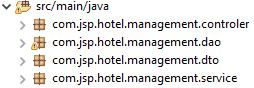 src/main/java
com.jsp.hotel.management.controler
com.jsp.hotel.management.dao
com.jsp.hotel.management.dto
com.jsp.hotel.management.service